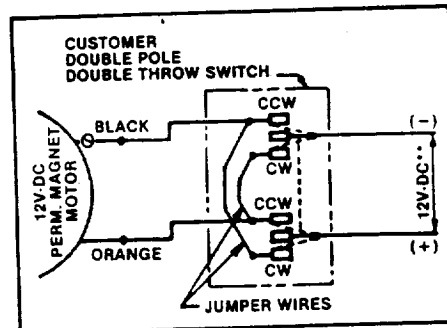 CUSTOMER
DOUBLE POLE
DOUBLE THROW SWITCH
CCW
(-)
BLACK
CW
12V-DC
PERM. MAGNET
MOTOR
12V-DC**
CCW
(+)
ORANGE
CW
JUMPER WIRES